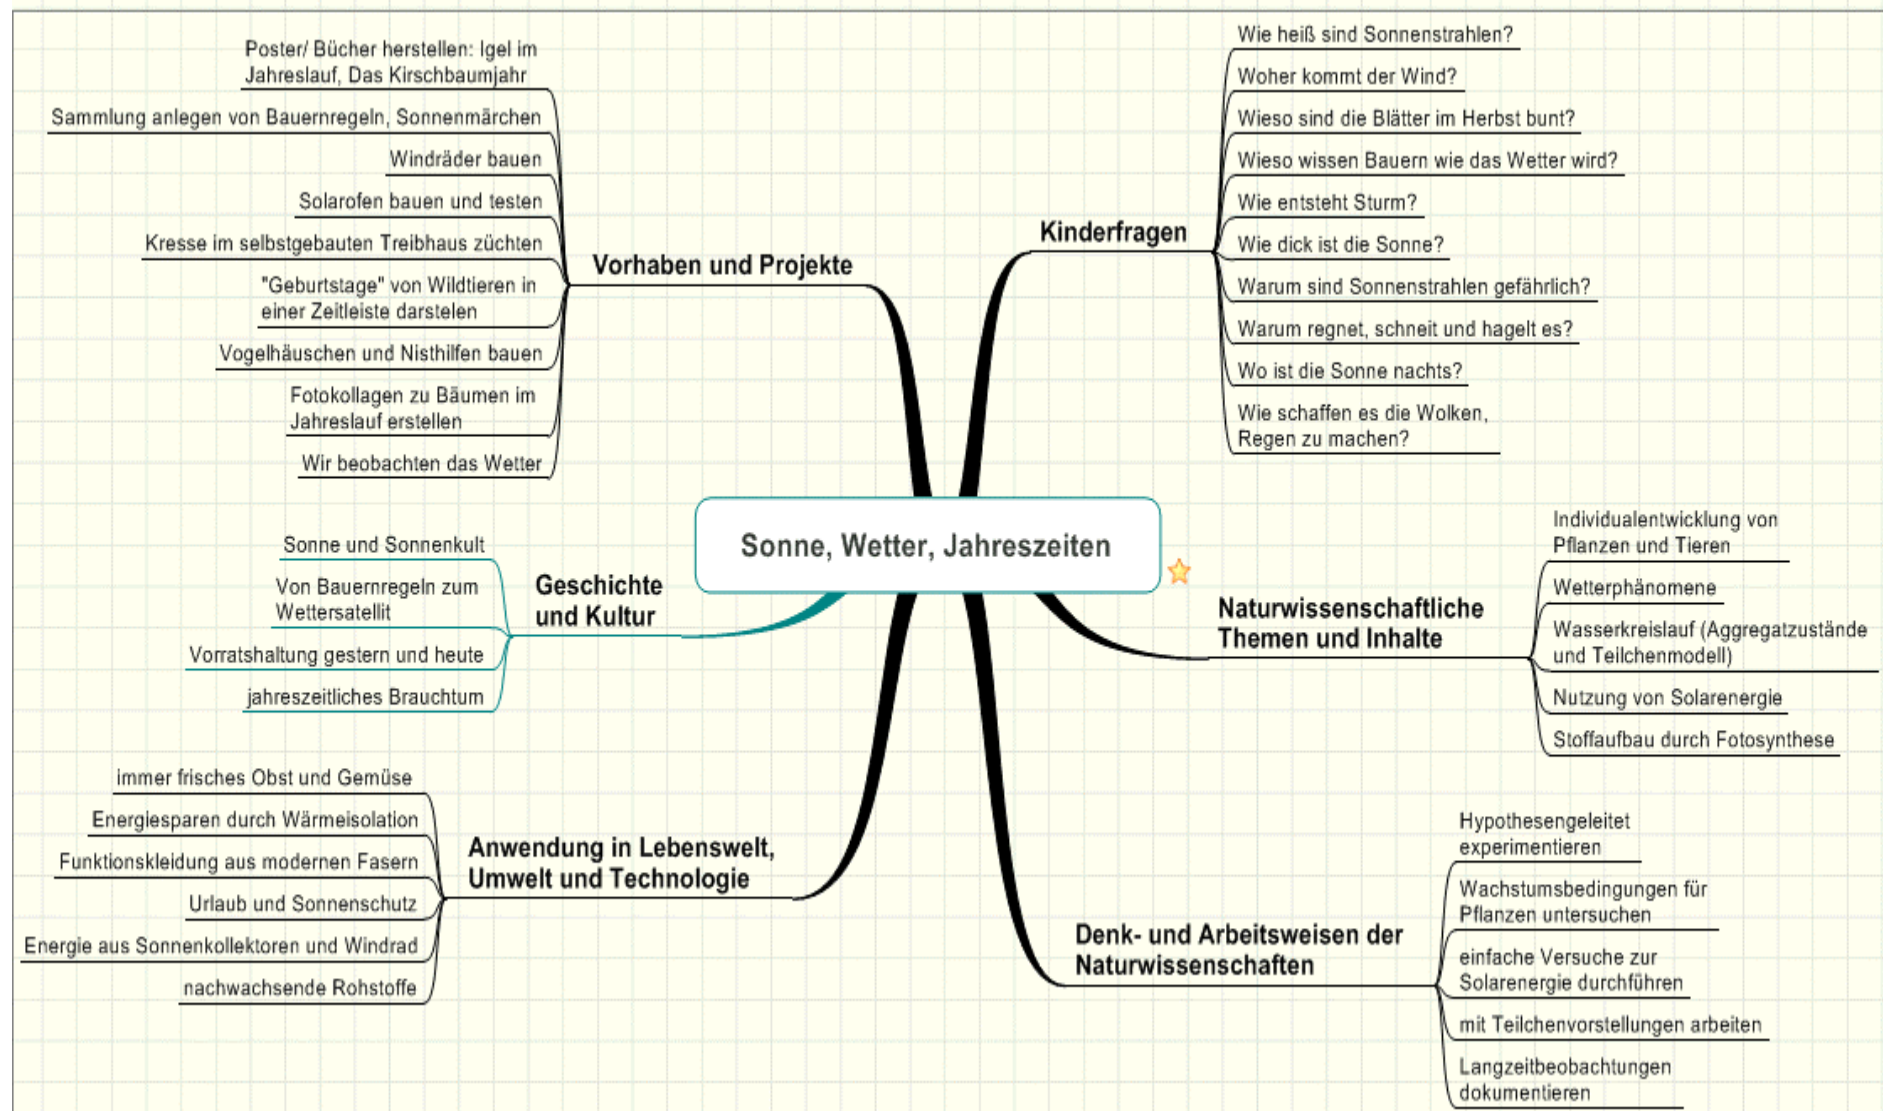 Sonne, Wetter, Jahreszeiten
Vorhaben und Projekte
Poster/ Bücher herstellen: Igel im
Jahreslauf, Das Kirschbaumjahr
Sammlung anlegen von Bauernregeln, Sonnenmärchen
Windräder bauen
Solarofen bauen und testen
Kresse im selbstgebauten Treibhaus züchten
"Geburtstage" von Wildtieren in
einer Zeitleiste darstelen
Vogelhäuschen und Nisthilfen bauen
Fotokollagen zu Bäumen im
Jahreslauf erstellen
Wir beobachten das Wetter
Geschichte
und Kultur
Sonne und Sonnenkult
Von Bauernregeln zum
Wettersatellit
Vorratshaltung gestern und heute
jahreszeitliches Brauchtum
Anwendung in Lebenswelt,
Umwelt und Technologie
immer frisches Obst und Gemüse
Energiesparen durch Wärmeisolation
Funktionskleidung aus modernen Fasern
Urlaub und Sonnenschutz
Energie aus Sonnenkollektoren und Windrad
nachwachsende Rohstoffe
Kinderfragen
Wie heiß sind Sonnenstrahlen?
Woher kommt der Wind?
Wieso sind die Blätter im Herbst bunt?
Wieso wissen Bauern wie das Wetter wird?
Wie entsteht Sturm?
Wie dick ist die Sonne?
Warum sind Sonnenstrahlen gefährlich?
Warum regnet, schneit und hagelt es?
Wo ist die Sonne nachts?
Wie schaffen es die Wolken,
Regen zu machen?
Naturwissenschaftliche
Themen und Inhalte
Individualentwicklung von
Pflanzen und Tieren
Wetterphänomene
Wasserkreislauf (Aggregatzustände
und Teilchenmodell)
Nutzung von Solarenergie
Stoffaufbau durch Fotosynthese
Denk- und Arbeitsweisen der
Naturwissenschaften
Hypothesengeleitet
experimentieren
Wachstumsbedingungen für
Pflanzen untersuchen
einfache Versuche zur
Solarenergie durchführen
mit Teilchenvorstellungen arbeiten
Langzeitbeobachtungen
dokumentieren